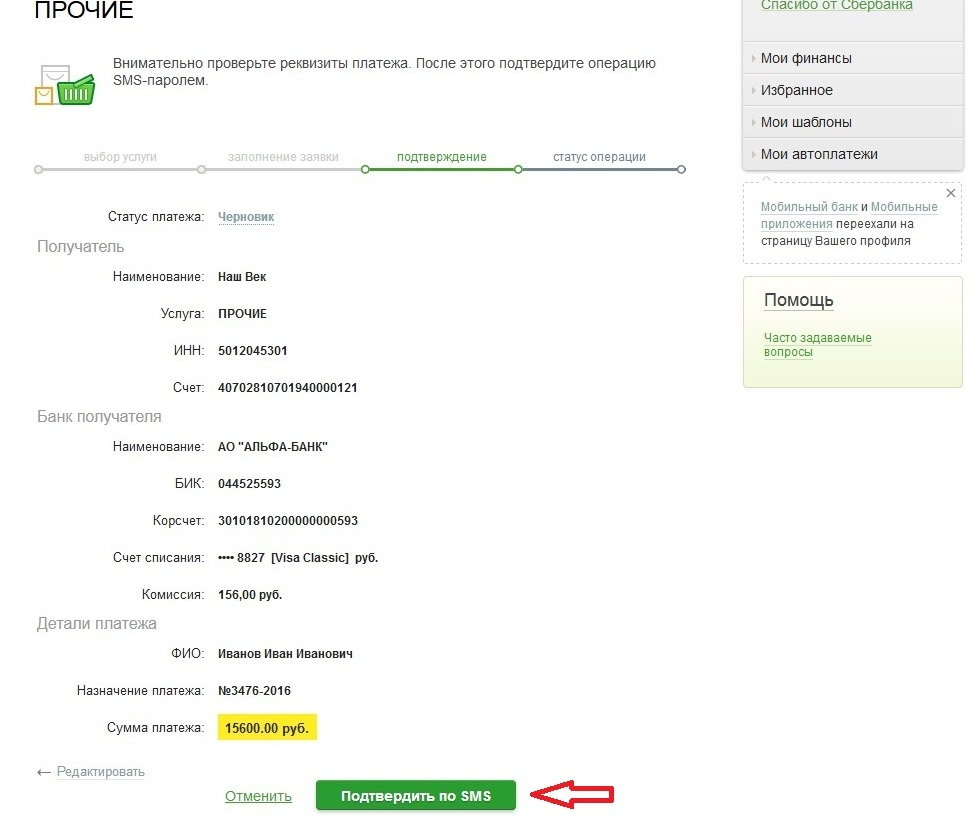 ПРОЧИЕ
Внимательно проверьте реквизиты платежа. После этого подтвердите операцию
SMS-паролем.
выбор услуги
заполнение заявки
подтверждение
статус операции
Статус платежа: Черновик
Получатель
Наименование: Наш Век
Услуга: ПРОЧИЕ
ИНН: 5012045301
Счет: 40702810701940000121
Банк получателя
Наименование: АО "АЛЬФА-БАНК"
БИК: 044525593
Корсчет: 30101810200000000593
Счет списания: •••• 8827 [Visa Classic] руб.
Комиссия: 156,00 руб.
Детали платежа
ФИО: Иванов Иван Иванович
Назначение платежа: №3476-2016
Сумма платежа: 15600.00 руб.
← Редактировать
Отменить
Подтвердить по SMS
Спасибо от Сбербанка
Мои финансы
Избранное
Мои шаблоны
Мои автоплатежи
Мобильный банк и Мобильные
приложения переехали на
страницу Вашего профиля
Помощь
Часто задаваемые
вопросы